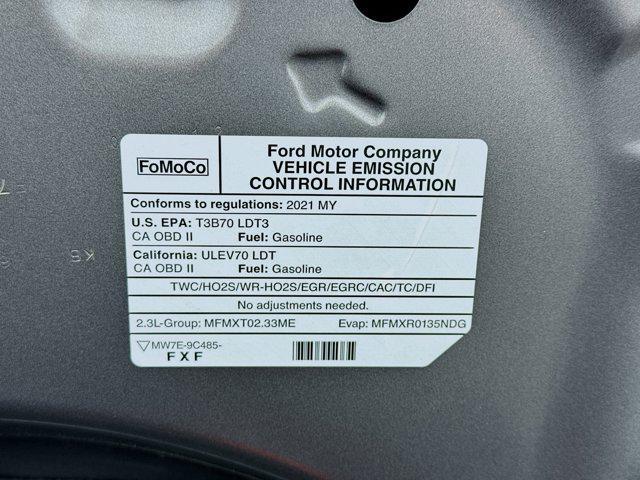 FoMoCo
Ford Motor Company
VEHICLE EMISSION
CONTROL INFORMATION
Conforms to regulations: 2021 MY
U.S. EPA: T3B70 LDT3
CA OBD II Fuel: Gasoline
California: ULEV70 LDT
CA OBD II Fuel: Gasoline
TWC/HO2S/WR-HO2S/EGR/EGRC/CAC/TC/DFI
No adjustments needed.
2.3L-Group: MFMXT02.33ME Evap: MFMXR0135NDG
MW7E-9C485-
FXF